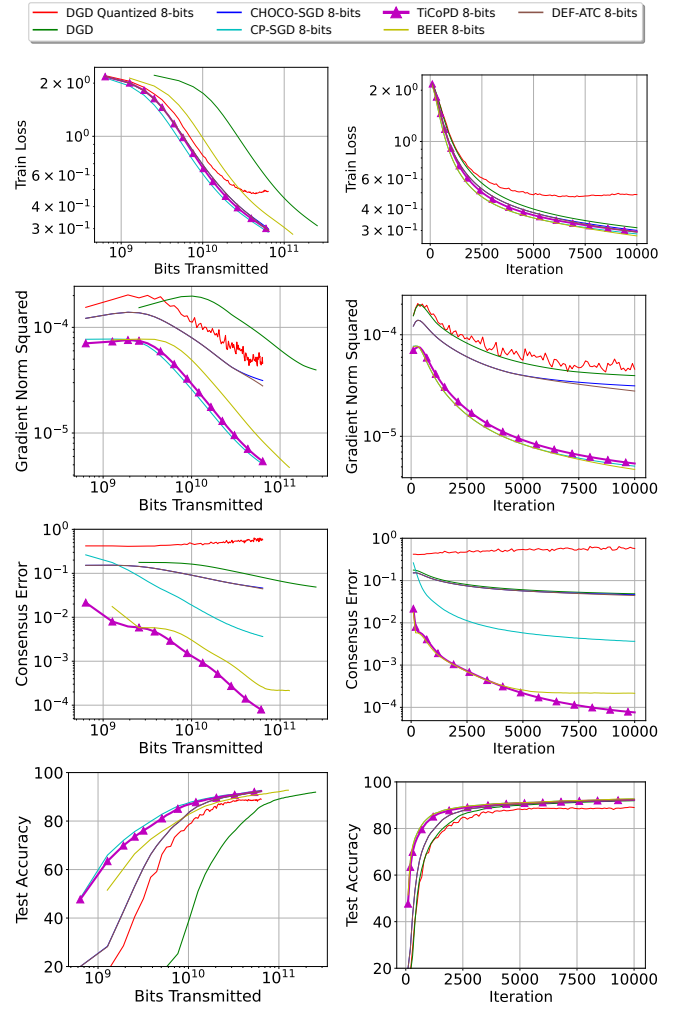 DGD Quantized 8-bits CHOCO-SGD 8-bits TiCoPD 8-bits DEF-ATC 8-bits
DGD CP-SGD 8-bits BEER 8-bits
Train Loss
2 × 10⁰
10⁰
6 × 10⁻¹
4 × 10⁻¹
3 × 10⁻¹
10⁹ 10¹⁰ 10¹¹
Bits Transmitted
Train Loss
2 × 10⁰
10⁰
6 × 10⁻¹
4 × 10⁻¹
3 × 10⁻¹
0 2500 5000 7500 10000
Iteration
Gradient Norm Squared
10⁻⁴
10⁻⁵
10⁹ 10¹⁰ 10¹¹
Bits Transmitted
Gradient Norm Squared
10⁻⁴
10⁻⁵
0 2500 5000 7500 10000
Iteration
Consensus Error
10⁰
10⁻¹
10⁻²
10⁻³
10⁻⁴
10⁹ 10¹⁰ 10¹¹
Bits Transmitted
Consensus Error
10⁰
10⁻¹
10⁻²
10⁻³
10⁻⁴
0 2500 5000 7500 10000
Iteration
Test Accuracy
100
80
60
40
20
10⁹ 10¹⁰ 10¹¹
Bits Transmitted
Test Accuracy
100
80
60
40
20
0 2500 5000 7500 10000
Iteration